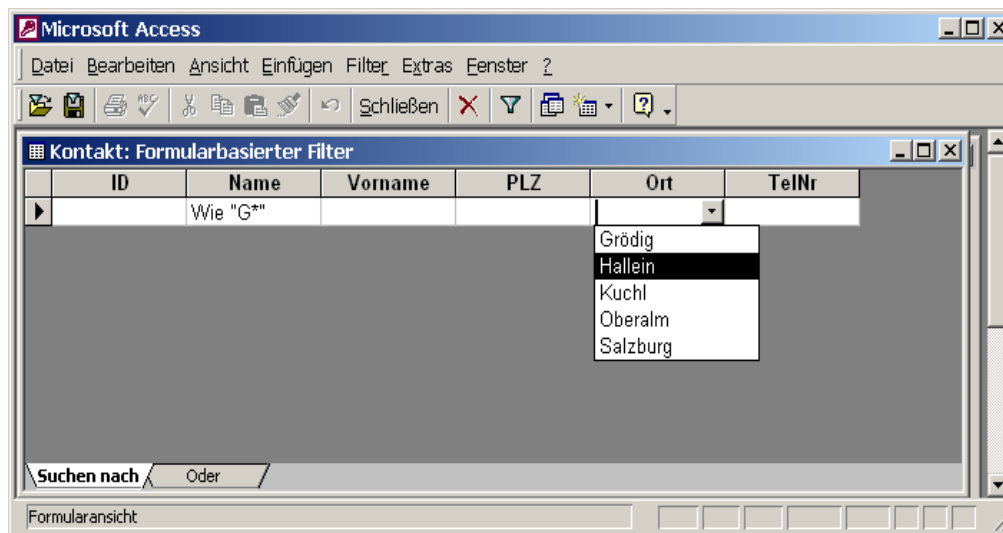 Microsoft Access
Datei Bearbeiten Ansicht Einfügen Filter Extras Fenster ?
ABC Schließen
Kontakt: Formularbasierter Filter
ID Name Vorname PLZ Ort TelNr
Wie "G*"
Grödig
Hallein
Kuchl
Oberalm
Salzburg
Suchen nach Oder
Formularansicht